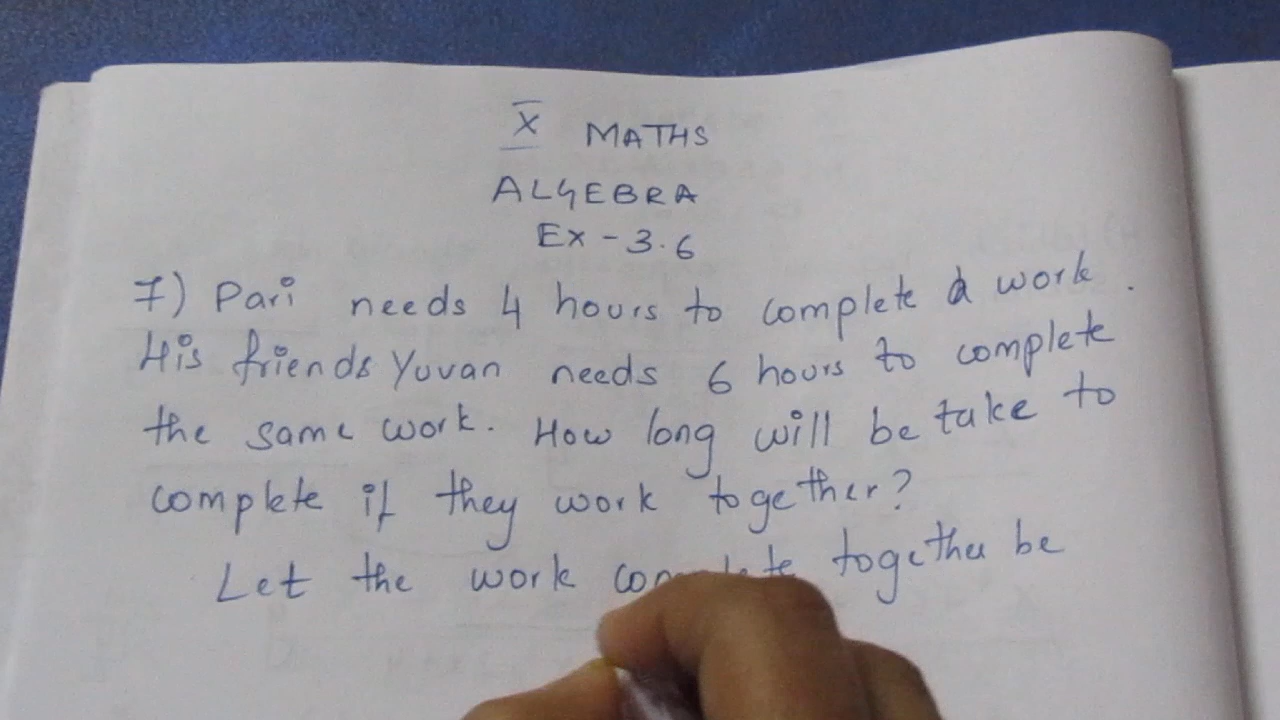 X MATHS
ALGEBRA
EX - 3.6
7) Pari needs 4 hours to complete a work.
His friends Yuvan needs 6 hours to complete
the same work. How long will be take to
complete if they work together?
Let the work together be